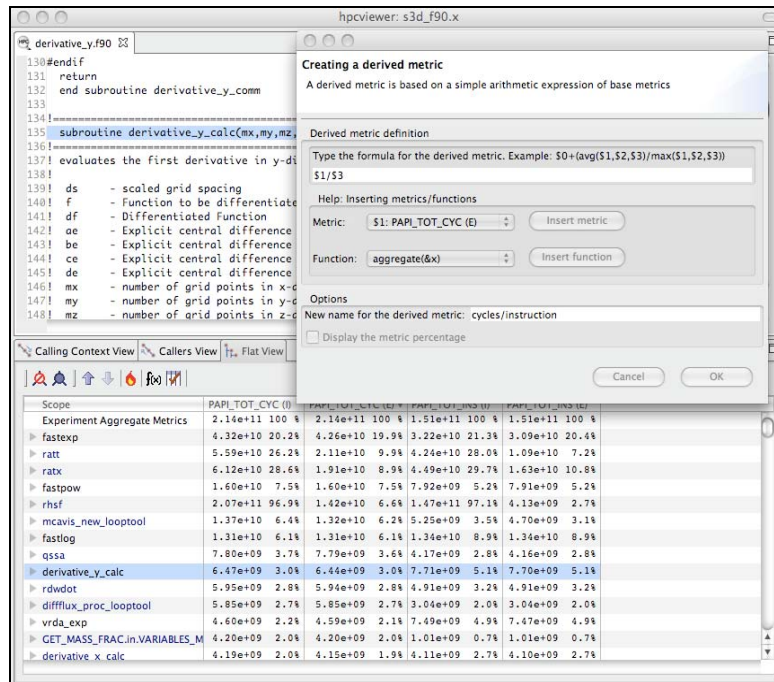 hpcviewer: s3d_f90.x
derivative_y.f90
130 #endif
131 return
132 end subroutine derivative_y_comm
133
134 !=========================
135 subroutine derivative_y_calc(mx,my,mz,
136 !=========================
137 ! evaluates the first derivative in y-di
138 !
139 ! ds - scaled grid spacing
140 ! f - Function to be differentiate
141 ! df - Differentiated Function
142 ! ae - Explicit central difference
143 ! be - Explicit central difference
144 ! ce - Explicit central difference
145 ! de - Explicit central difference
146 ! mx - number of grid points in x-d
147 ! my - number of grid points in y-d
148 ! mz - number of grid points in z-d
Creating a derived metric
A derived metric is based on a simple arithmetic expression of base metrics
Derived metric definition
Type the formula for the derived metric. Example: $0+(avg($1,$2,$3)/max($1,$2,$3))
$1/$3
Help: Inserting metrics/functions
Metric: $1: PAPI_TOT_CYC (E) Insert metric
Function: aggregate(&x) Insert function
Options
New name for the derived metric: cycles/instruction
Display the metric percentage
Cancel OK
Calling Context View Callers View Flat View
f(x)
Scope PAPI_TOT_CYC (I) PAPI_TOT_CYC (E) PAPI_TOT_INS (I) PAPI_TOT_INS (E)
Experiment Aggregate Metrics 2.14e+11 100 % 2.14e+11 100 % 1.51e+11 100 % 1.51e+11 100 %
fastexp 4.32e+10 20.2% 4.26e+10 19.9% 3.22e+10 21.3% 3.09e+10 20.4%
ratt 5.59e+10 26.2% 2.11e+10 9.9% 4.24e+10 28.0% 1.09e+10 7.2%
ratx 6.12e+10 28.6% 1.91e+10 8.9% 4.49e+10 29.7% 1.63e+10 10.8%
fastpow 1.60e+10 7.5% 1.60e+10 7.5% 7.92e+09 5.2% 7.91e+09 5.2%
rhsf 2.07e+11 96.9% 1.42e+10 6.6% 1.47e+11 97.1% 4.13e+09 2.7%
mcavis_new_looptool 1.37e+10 6.4% 1.32e+10 6.2% 5.25e+09 3.5% 4.70e+09 3.1%
fastlog 1.31e+10 6.1% 1.31e+10 6.1% 1.34e+10 8.9% 1.34e+10 8.9%
qssa 7.80e+09 3.7% 7.79e+09 3.6% 4.17e+09 2.8% 4.16e+09 2.8%
derivative_y_calc 6.47e+09 3.0% 6.44e+09 3.0% 7.71e+09 5.1% 7.70e+09 5.1%
rdwdot 5.95e+09 2.8% 5.94e+09 2.8% 4.91e+09 3.2% 4.91e+09 3.2%
diffflux_proc_looptool 5.85e+09 2.7% 5.85e+09 2.7% 3.04e+09 2.0% 3.04e+09 2.0%
vrda_exp 4.60e+09 2.2% 4.59e+09 2.1% 7.49e+09 4.9% 7.47e+09 4.9%
GET_MASS_FRAC.in.VARIABLES_M 4.20e+09 2.0% 4.20e+09 2.0% 1.01e+09 0.7% 1.01e+09 0.7%
derivative_x_calc 4.19e+09 2.0% 4.15e+09 1.9% 4.11e+09 2.7% 4.10e+09 2.7%